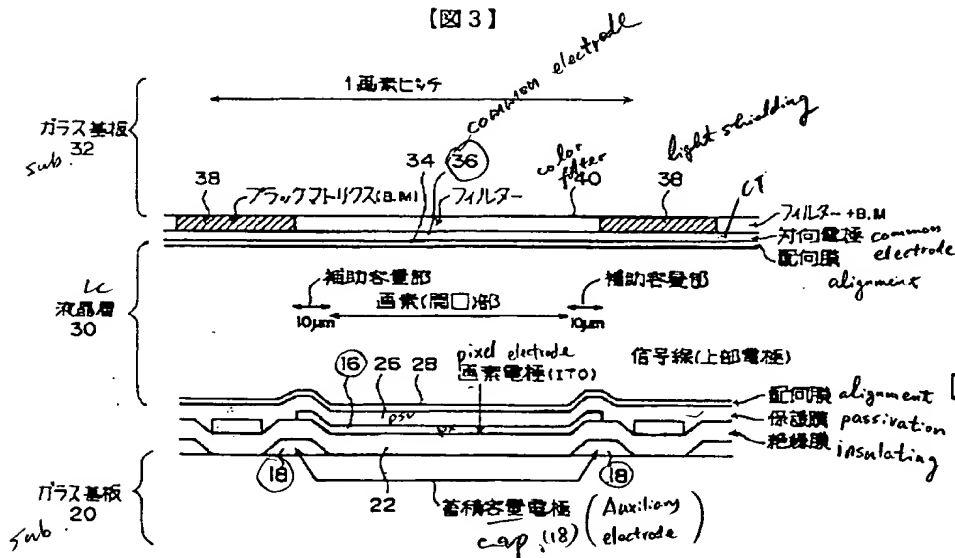 【図3】
common electrode
1画素ピッチ
ガラス基板
32
sub.
38
ブラックマトリクス(B.M)
34
36
フィルター
color filter
40
light shielding
38
CT
フィルター+B.M
対向電極 common electrode
配向膜 alignment
LC
液晶層
30
補助容量部
画素(開口)部
補助容量部
10μm
10μm
pixel electrode
画素電極(ITO)
信号線(上部電極)
16
26
28
psv
px
配向膜 alignment
保護膜 passivation
絶縁膜 insulating
18
22
18
ガラス基板
20
sub.
蓄積容量電極
cap. (18) (Auxiliary electrode)